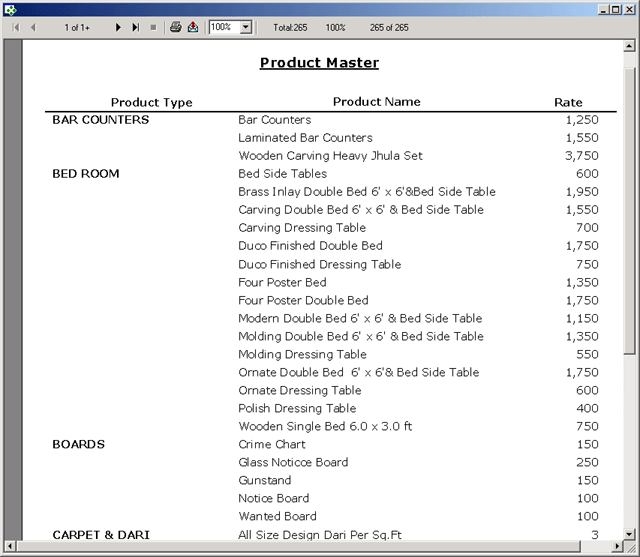 1 of 1+ 100% Total:265 100% 265 of 265
Product Master
Product Type Product Name Rate
BAR COUNTERS Bar Counters 1,250
Laminated Bar Counters 1,550
Wooden Carving Heavy Jhula Set 3,750
BED ROOM Bed Side Tables 600
Brass Inlay Double Bed 6' x 6'&Bed Side Table 1,950
Carving Double Bed 6' x 6' & Bed Side Table 1,550
Carving Dressing Table 700
Duco Finished Double Bed 1,750
Duco Finished Dressing Table 750
Four Poster Bed 1,350
Four Poster Double Bed 1,750
Modern Double Bed 6' x 6' & Bed Side Table 1,150
Molding Double Bed 6' x 6' & Bed Side Table 1,350
Molding Dressing Table 550
Ornate Double Bed 6' x 6'& Bed Side Table 1,750
Ornate Dressing Table 600
Polish Dressing Table 400
Wooden Single Bed 6.0 x 3.0 ft 750
BOARDS Crime Chart 150
Glass Noticce Board 250
Gunstand 150
Notice Board 100
Wanted Board 100
CARPET & DARI All Size Design Dari Per Sq.Ft 3